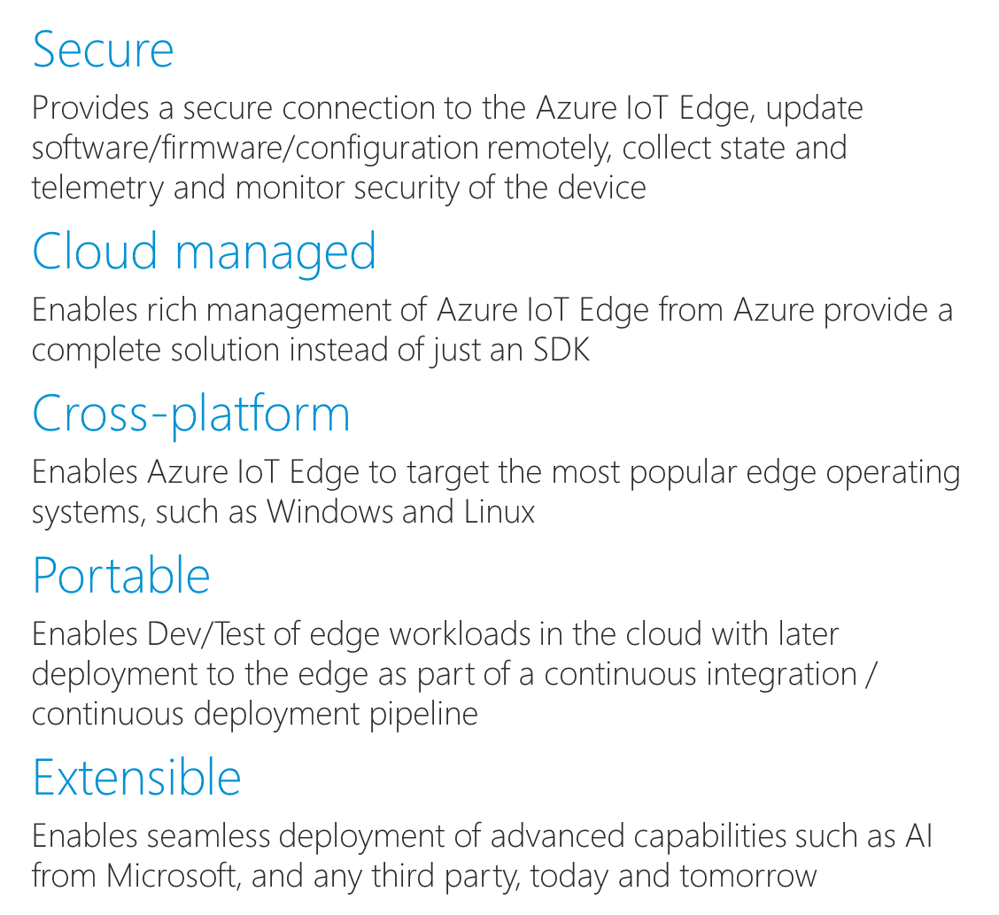 Secure
Provides a secure connection to the Azure IoT Edge, update
software/firmware/configuration remotely, collect state and
telemetry and monitor security of the device
Cloud managed
Enables rich management of Azure IoT Edge from Azure provide a
complete solution instead of just an SDK
Cross-platform
Enables Azure IoT Edge to target the most popular edge operating
systems, such as Windows and Linux
Portable
Enables Dev/Test of edge workloads in the cloud with later
deployment to the edge as part of a continuous integration /
continuous deployment pipeline
Extensible
Enables seamless deployment of advanced capabilities such as AI
from Microsoft, and any third party, today and tomorrow